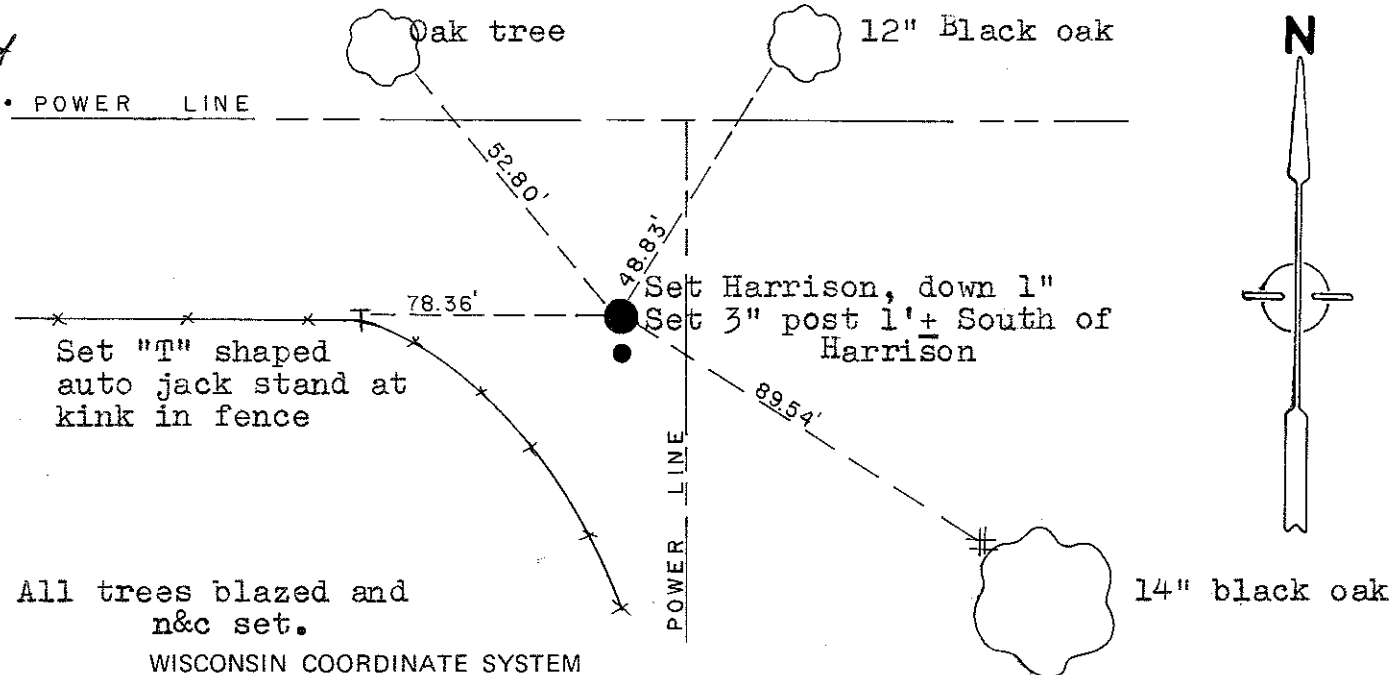 Oak tree
12" Black oak
N
POWER LINE
52.80'
48.83'
78.36'
Set Harrison, down 1"
Set 3" post 1'± South of
Harrison
Set "T" shaped
auto jack stand at
kink in fence
89.54'
POWER LINE
14" black oak
All trees blazed and
n&c set.
WISCONSIN COORDINATE SYSTEM